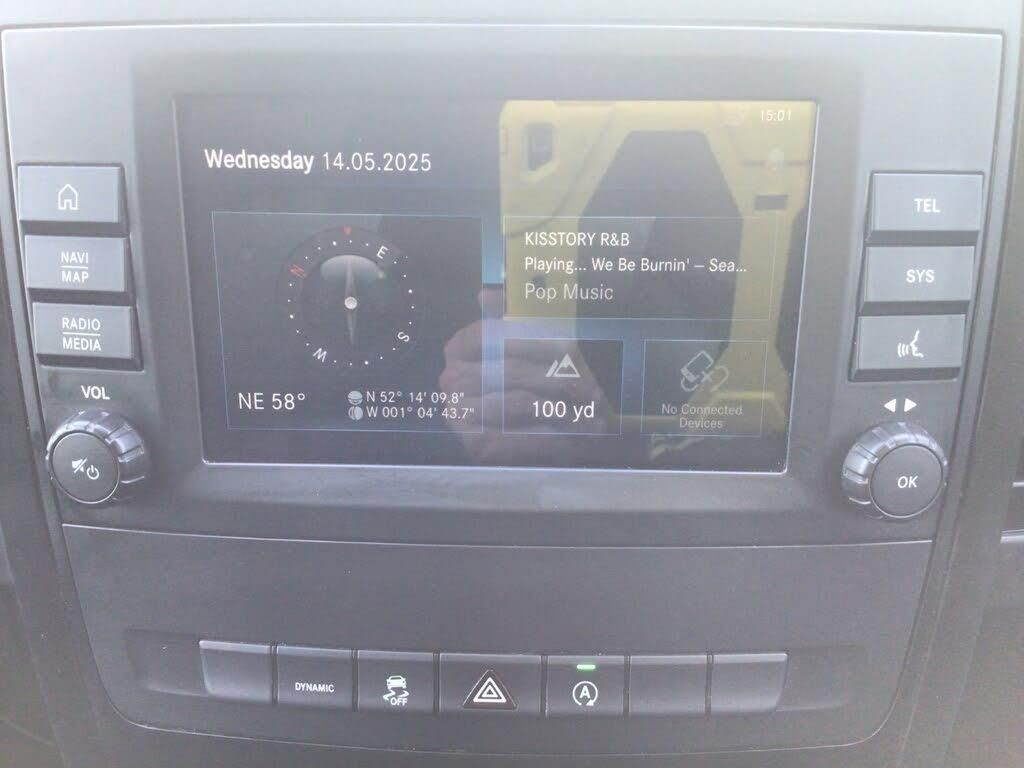 15:01
Wednesday 14.05.2025
NAVI
MAP
RADIO
MEDIA
VOL
N
E
S
W
NE 58°
N 52° 14' 09.8"
W 001° 04' 43.7"
KISSTORY R&B
Playing... We Be Burnin' – Sea...
Pop Music
100 yd
No Connected
Devices
TEL
SYS
OK
DYNAMIC
OFF
A